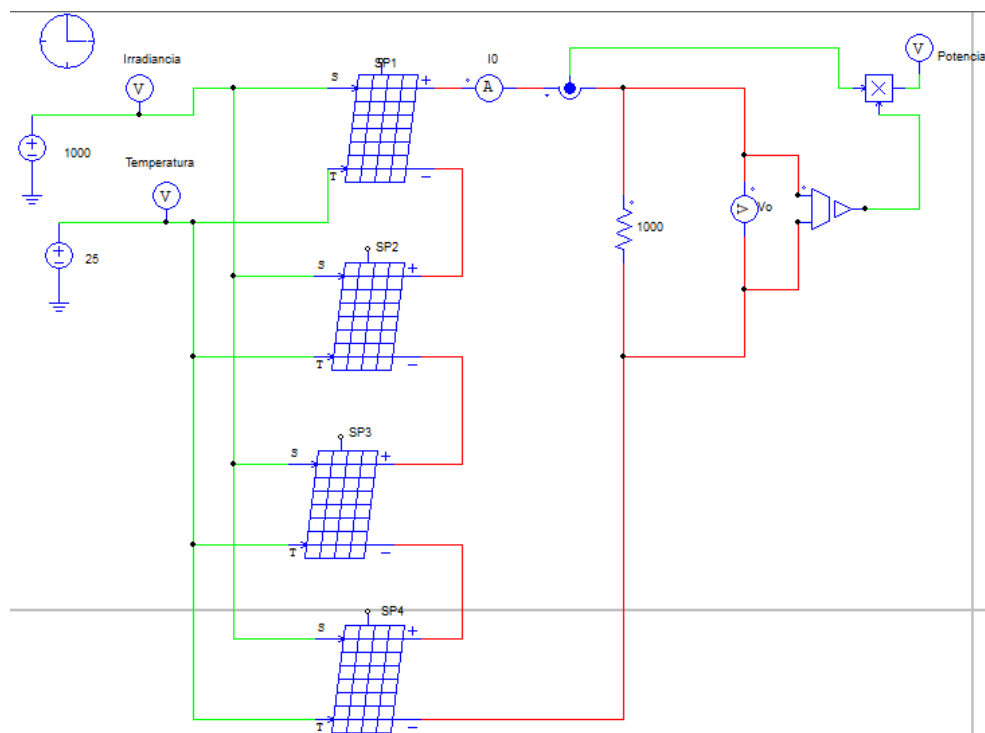 Irradiancia
V
1000
Temperatura
V
25
S
SP1
+
T
−
I0
A
V
Potencia
1000
V
Vo
S
SP2
+
T
−
S
SP3
+
T
−
S
SP4
+
T
−